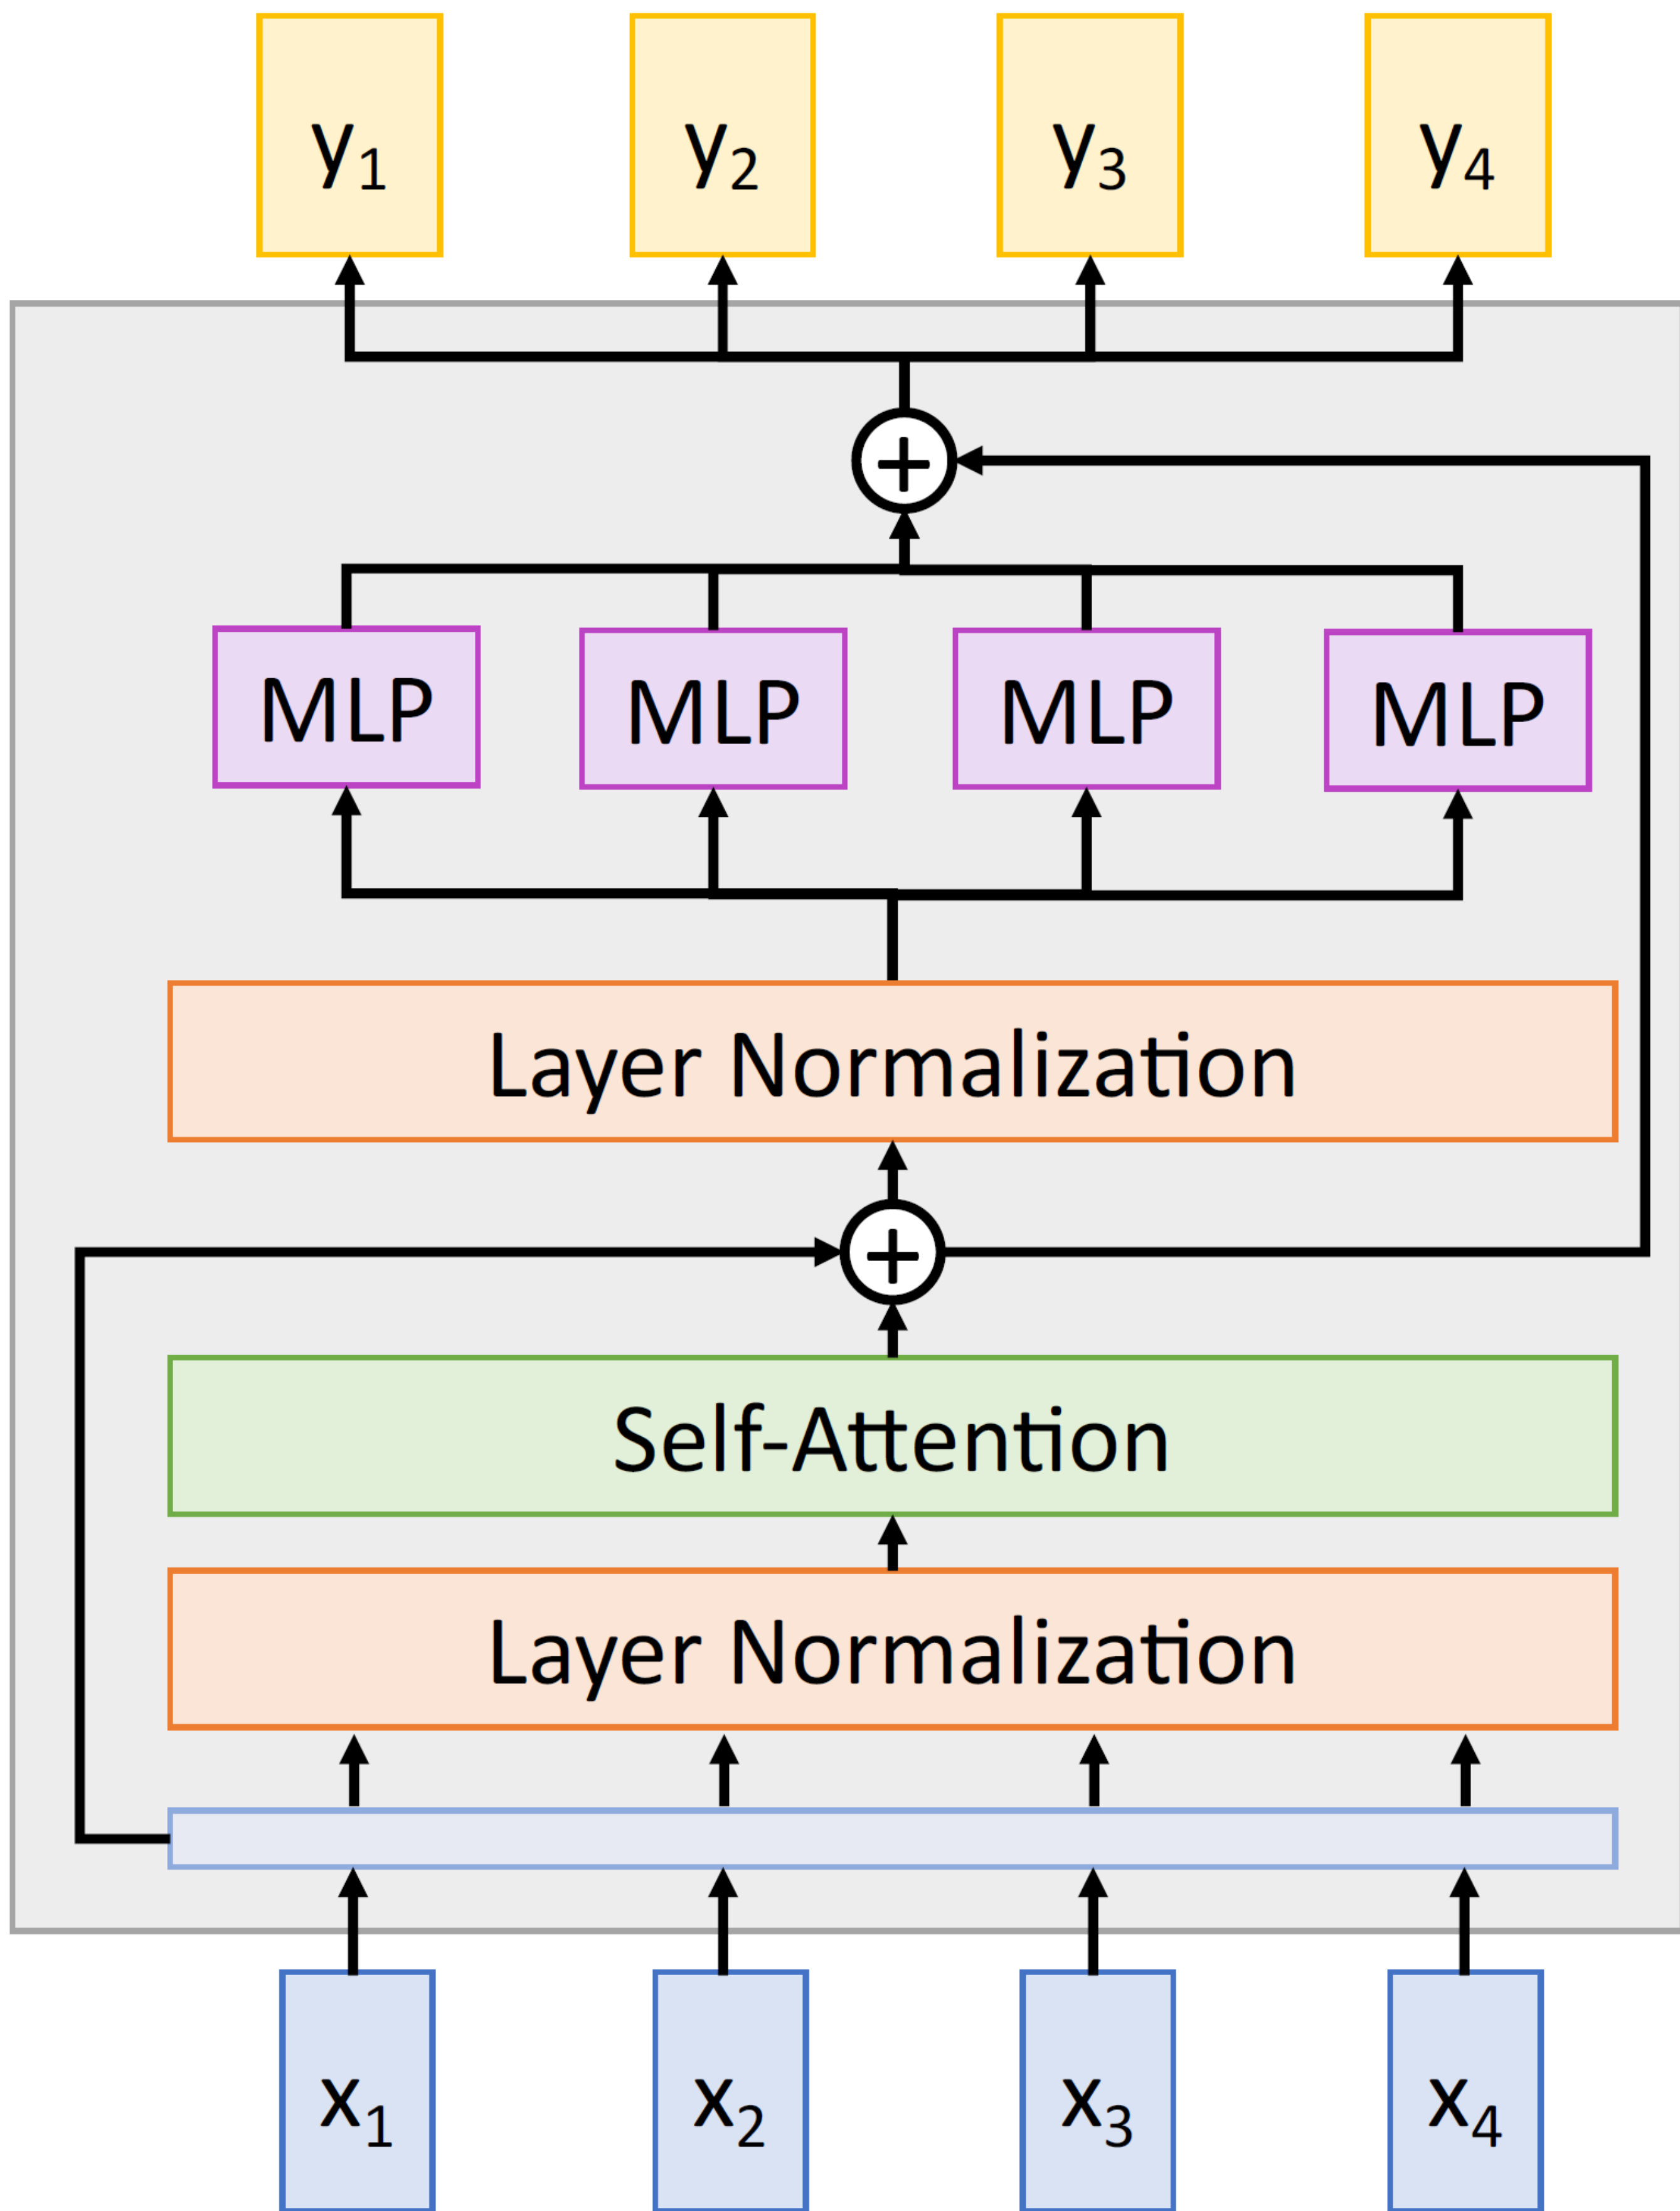 y₁ y₂ y₃ y₄
+
MLP MLP MLP MLP
Layer Normalization
+
Self-Attention
Layer Normalization
x₁ x₂ x₃ x₄